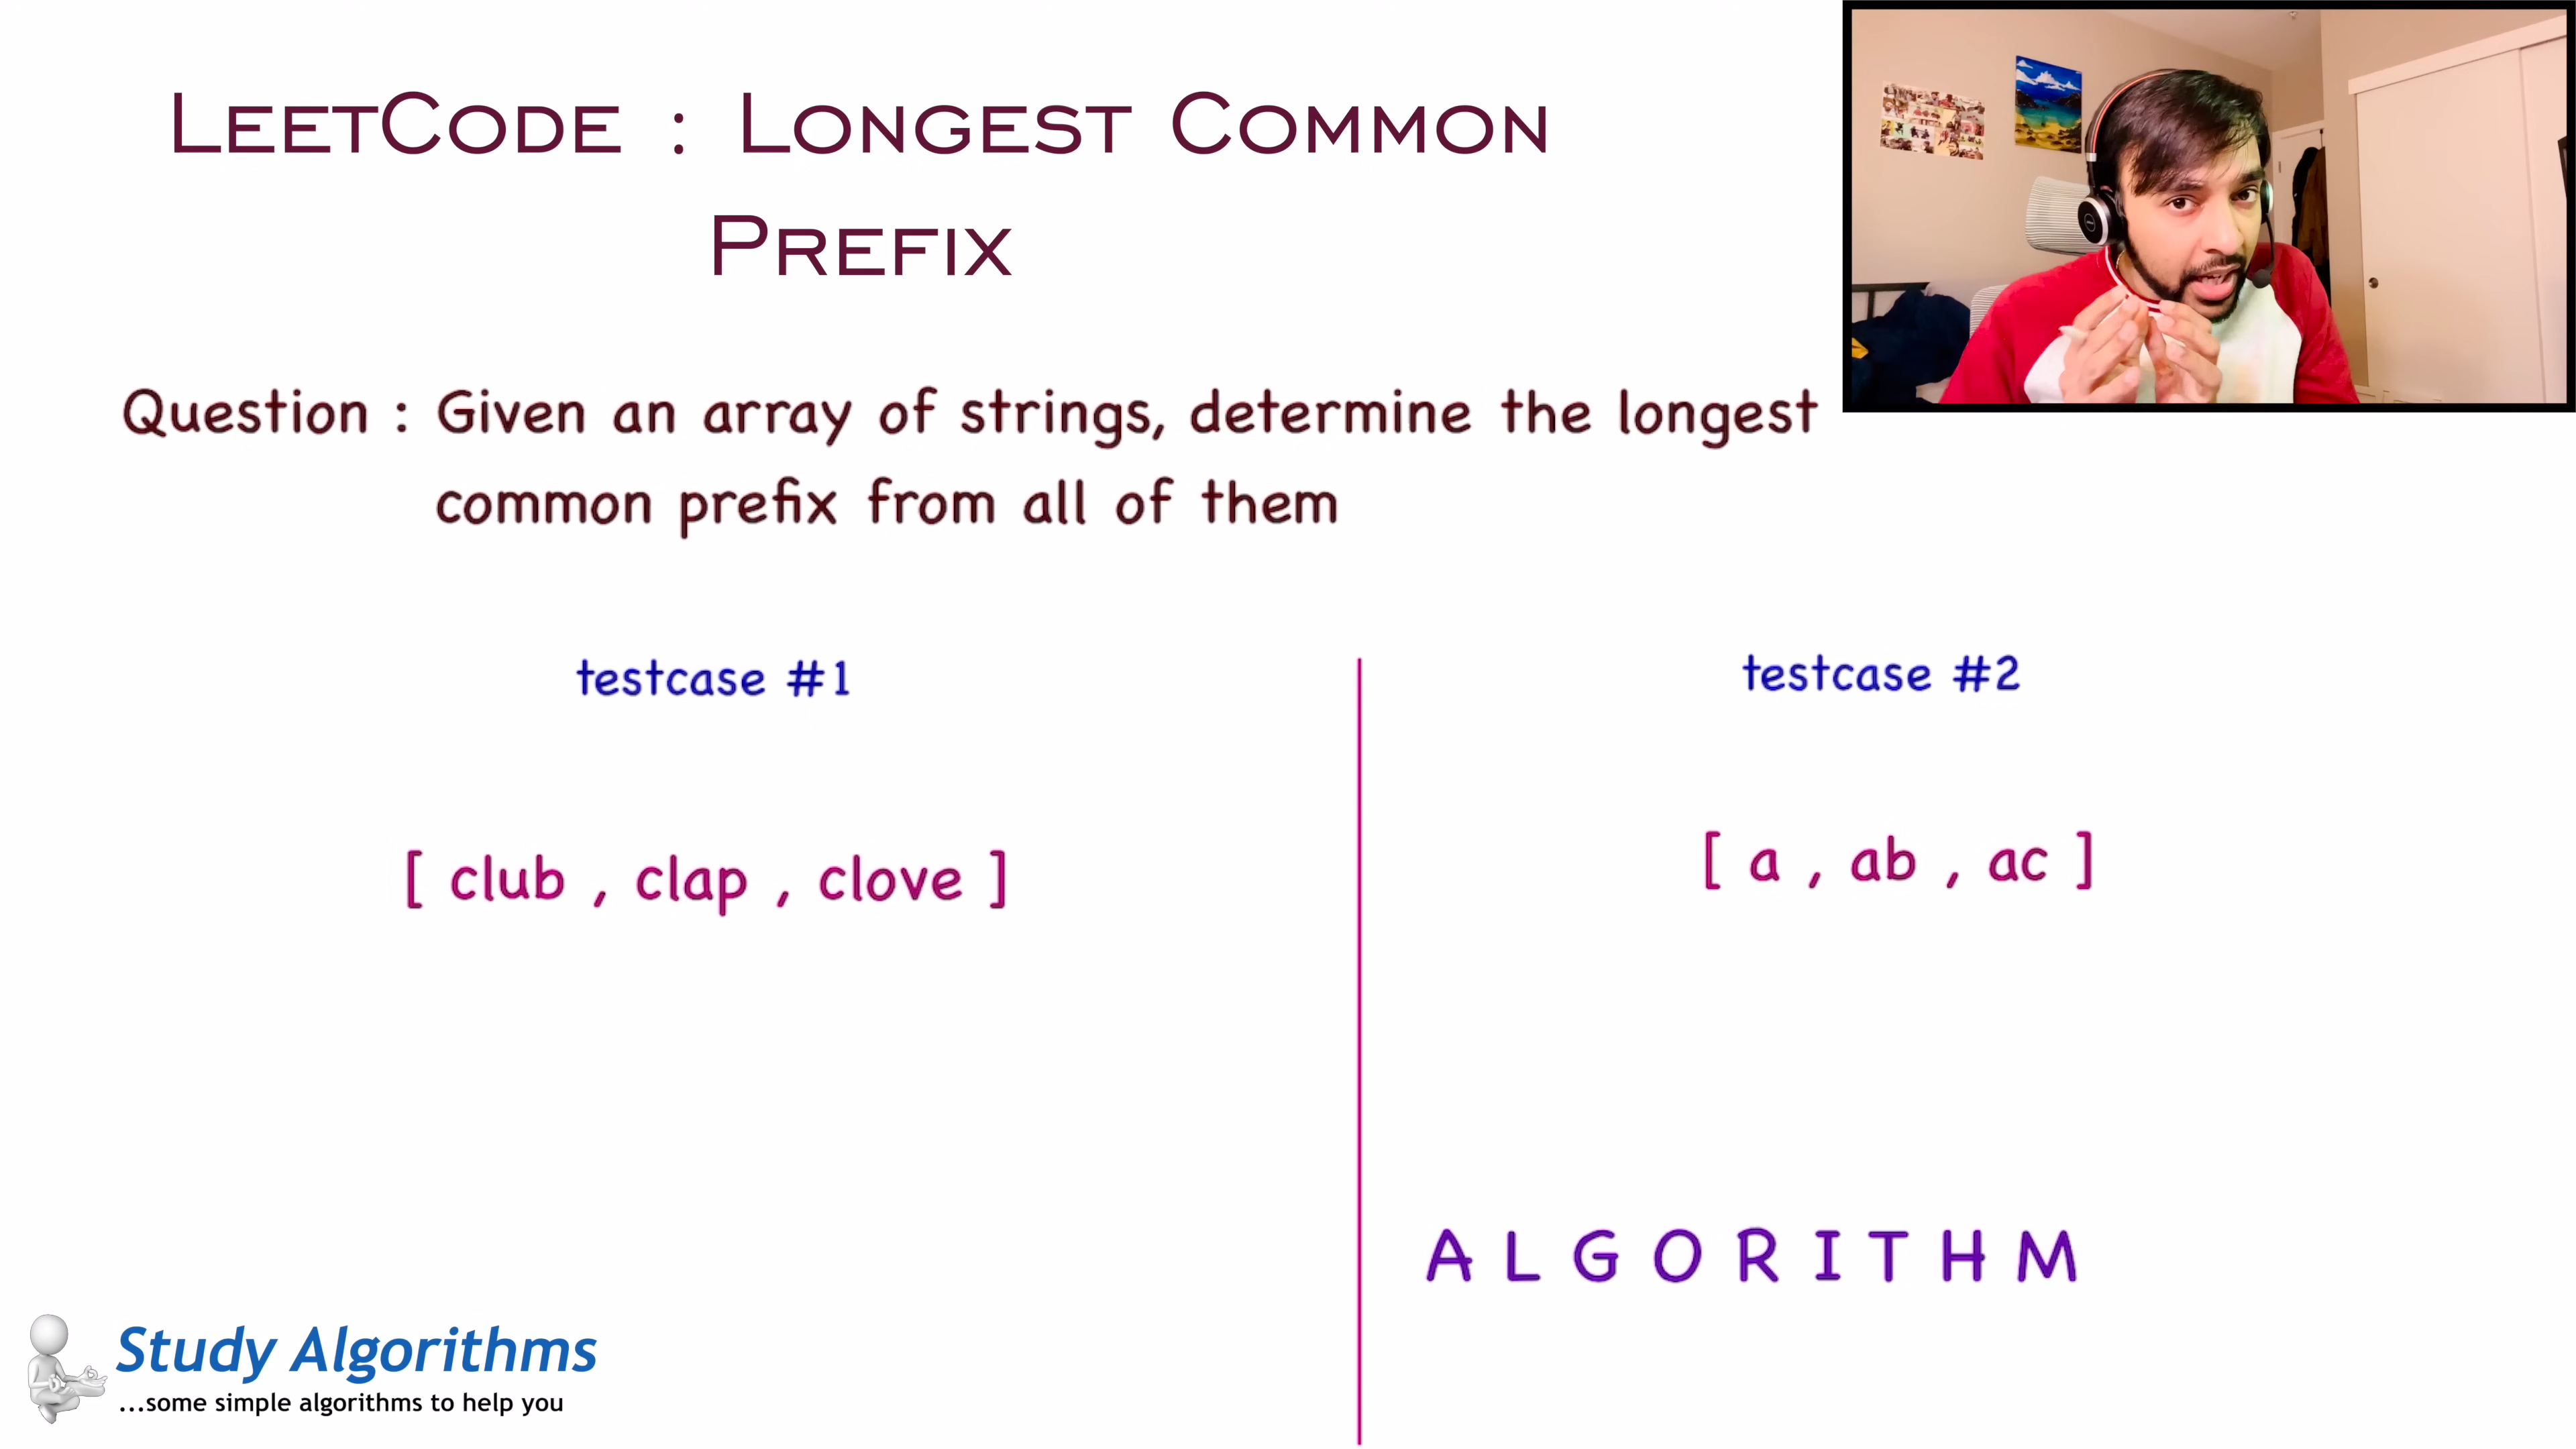 LEETCODE : LONGEST COMMON
PREFIX
Question : Given an array of strings, determine the longest
common prefix from all of them
testcase #1
testcase #2
[ club , clap , clove ]
[ a , ab , ac ]
A L G O R I T H M
Study Algorithms
...some simple algorithms to help you